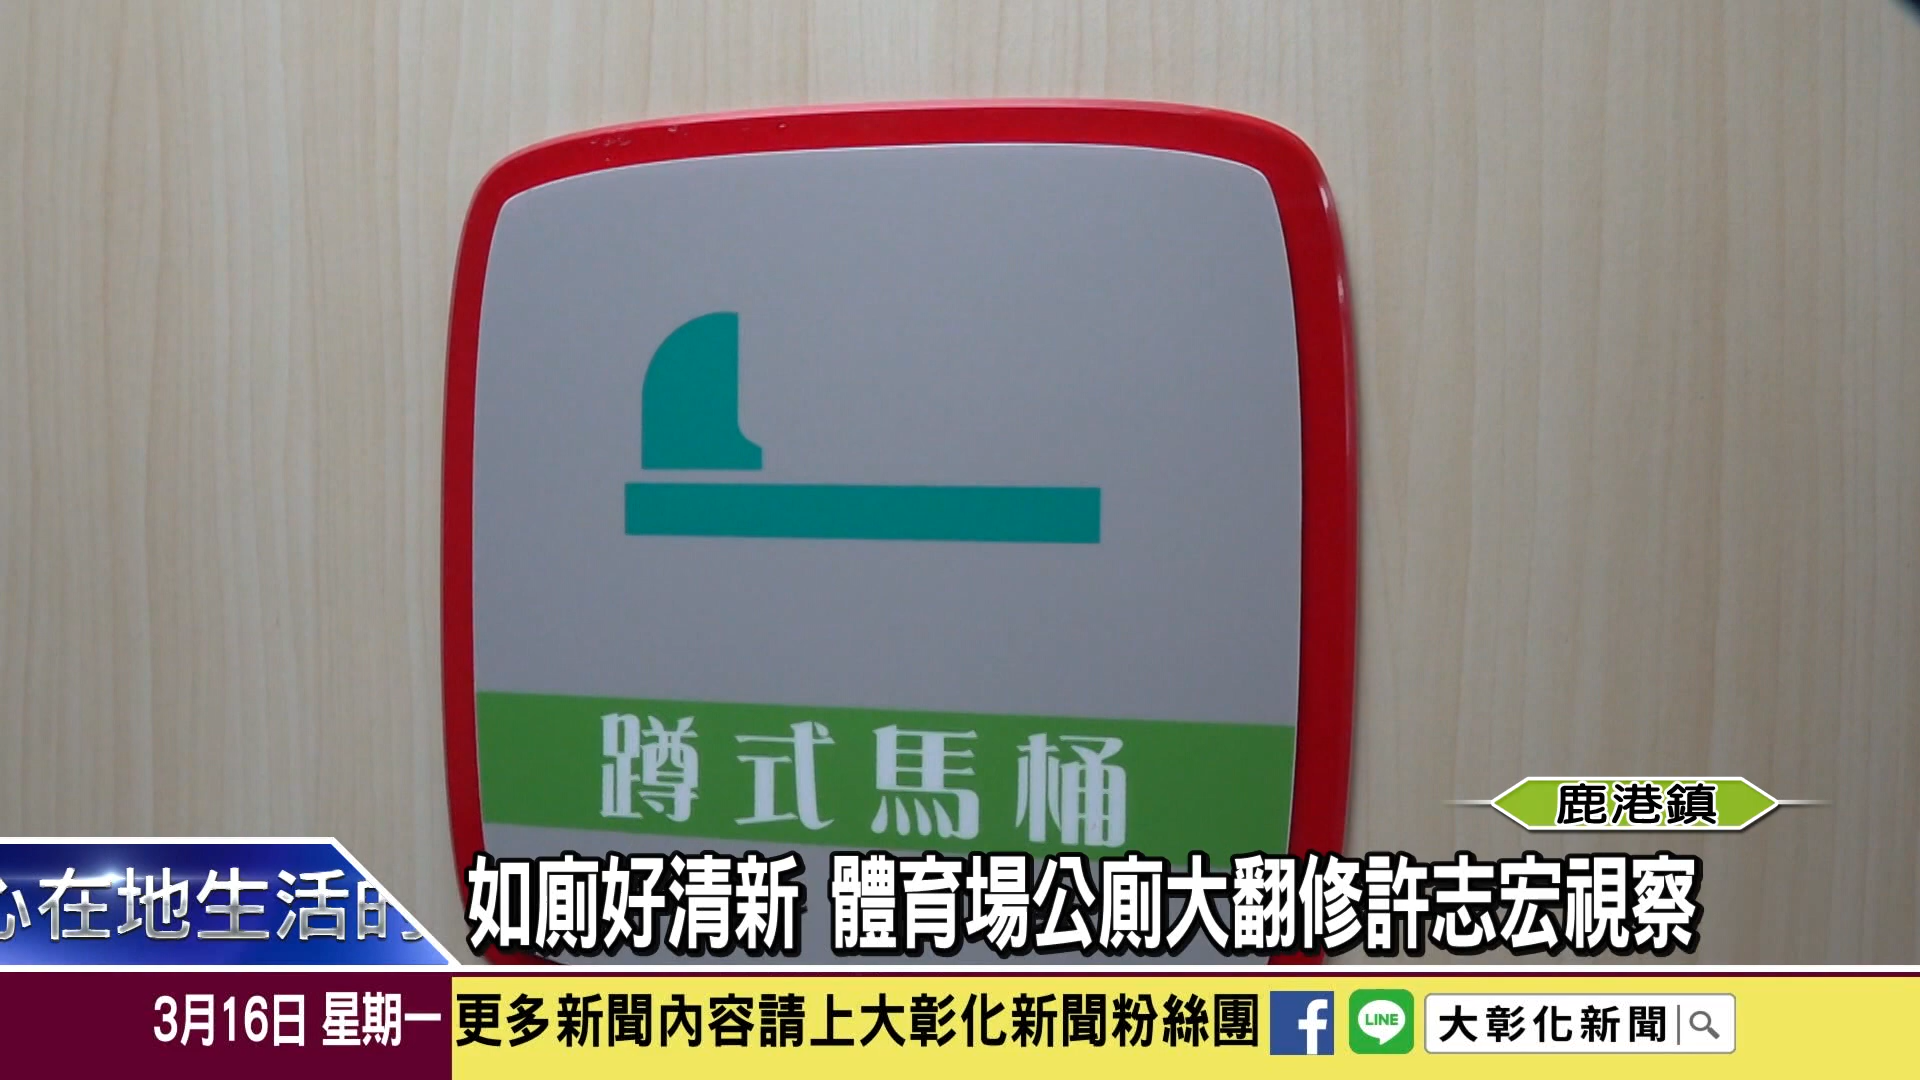 蹲式馬桶
鹿港鎮
如廁好清新 體育場公廁大翻修許志宏視察
心在地生活的
3月16日 星期一
更多新聞內容請上大彰化新聞粉絲團
f
LINE
大彰化新聞